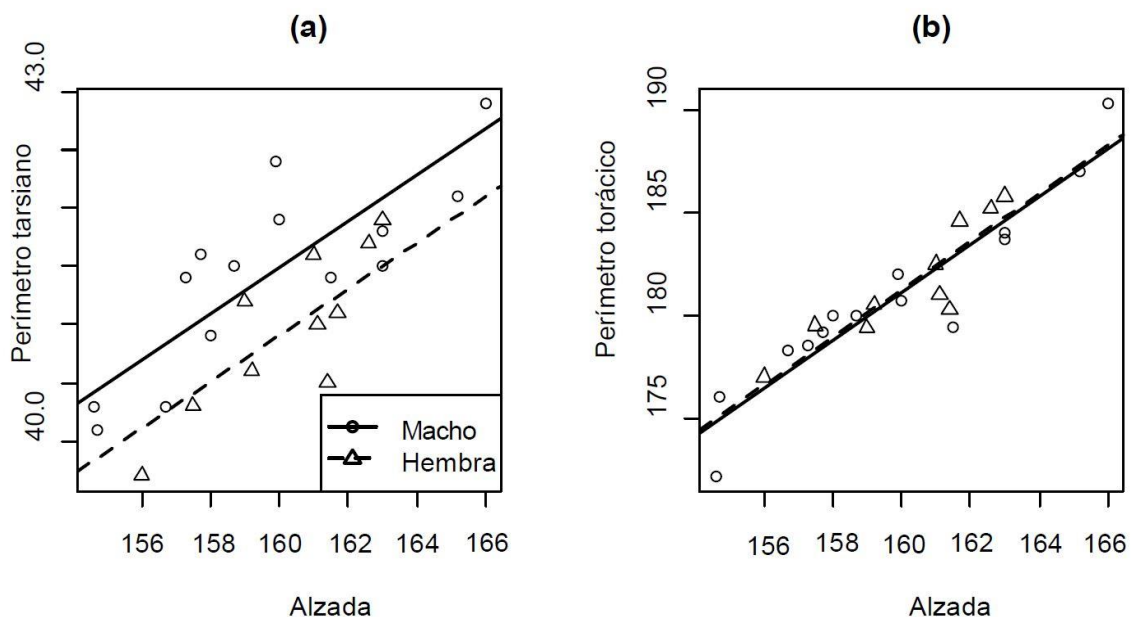 (a)
Perímetro tarsiano
43.0
40.0
Macho
Hembra
156 158 160 162 164 166
Alzada
(b)
Perímetro torácico
190
185
180
175
156 158 160 162 164 166
Alzada